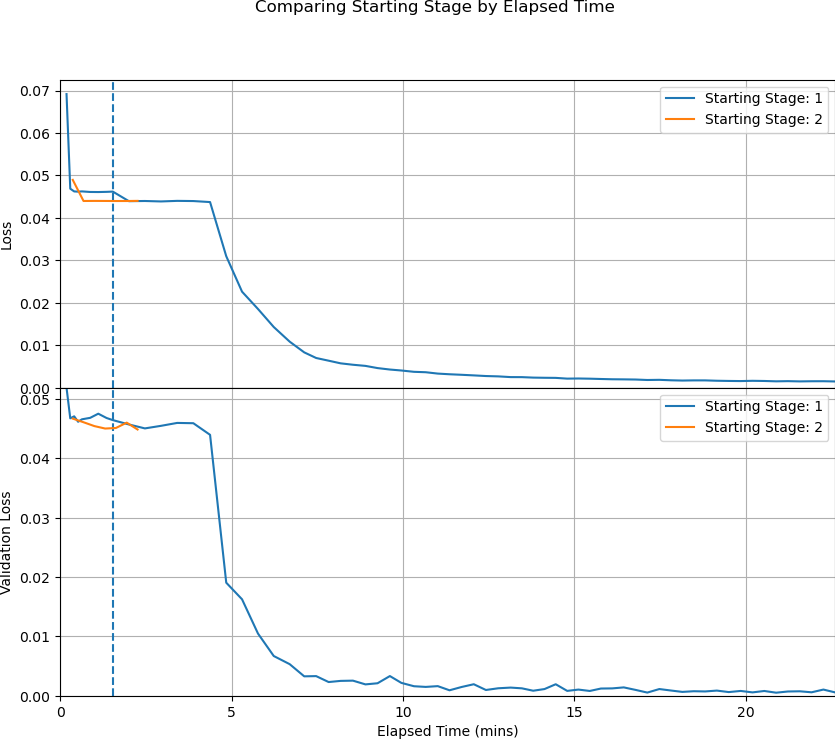 Comparing Starting Stage by Elapsed Time
0.07
0.06
0.05
0.04
0.03
0.02
0.01
0.00
Loss
Starting Stage: 1
Starting Stage: 2
0.05
0.04
0.03
0.02
0.01
0.00
Validation Loss
Starting Stage: 1
Starting Stage: 2
0 5 10 15 20
Elapsed Time (mins)